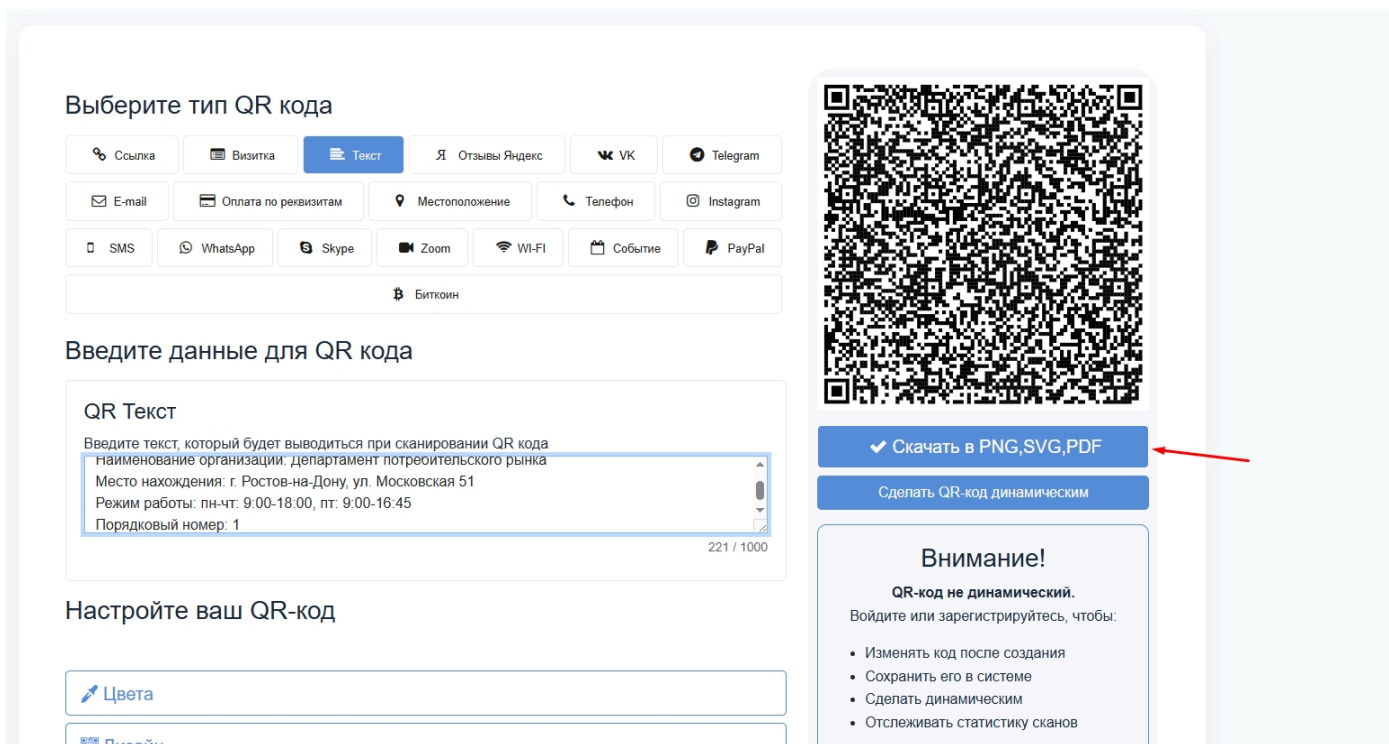 Выберите тип QR кода
Ссылка
Визитка
Текст
Я Отзывы Яндекс
VK
Telegram
E-mail
Оплата по реквизитам
Местоположение
Телефон
Instagram
SMS
WhatsApp
Skype
Zoom
WI-FI
Событие
PayPal
Биткоин
Введите данные для QR кода
QR Текст
Введите текст, который будет выводиться при сканировании QR кода
Наименование организации: Департамент потребительского рынка
Место нахождения: г. Ростов-на-Дону, ул. Московская 51
Режим работы: пн-чт: 9:00-18:00, пт: 9:00-16:45
Порядковый номер: 1
221 / 1000
Настройте ваш QR-код
Цвета
Дизайн
Скачать в PNG,SVG,PDF
Сделать QR-код динамическим
Внимание!
QR-код не динамический.
Войдите или зарегистрируйтесь, чтобы:
• Изменять код после создания
• Сохранить его в системе
• Сделать динамическим
• Отслеживать статистику сканов